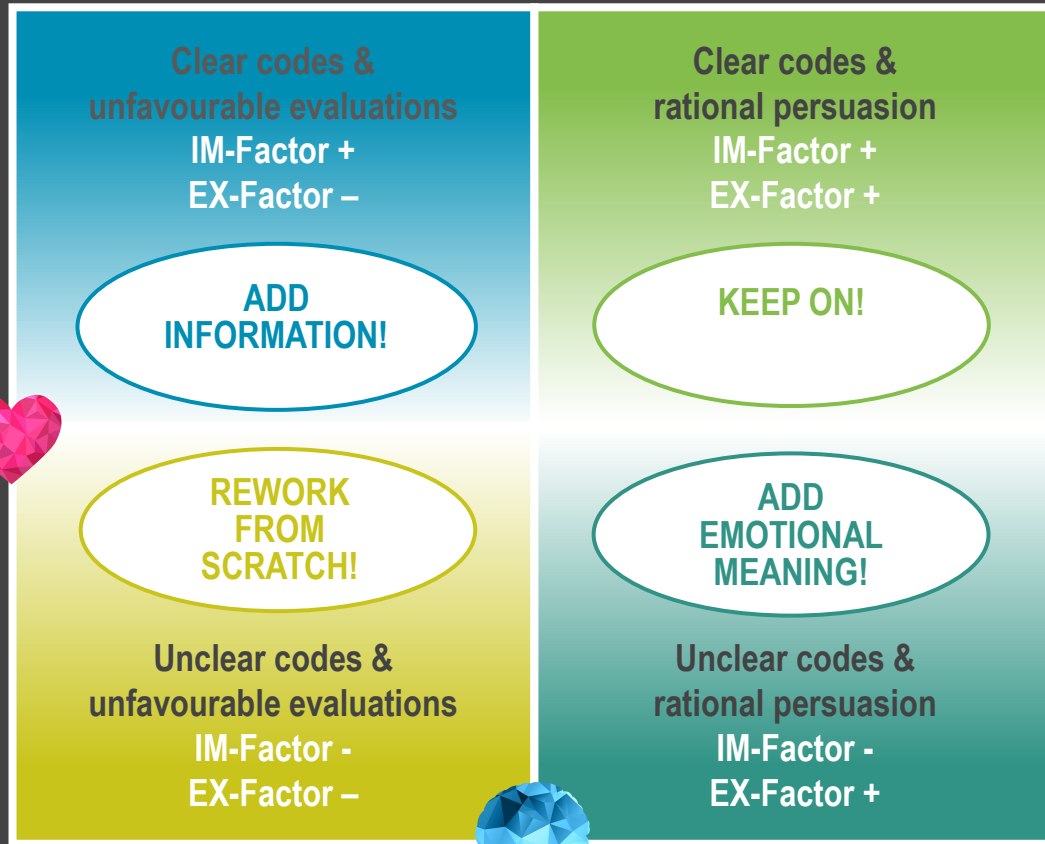 Clear codes &
unfavourable evaluations
IM-Factor +
EX-Factor –
ADD
INFORMATION!
Clear codes &
rational persuasion
IM-Factor +
EX-Factor +
KEEP ON!
REWORK
FROM
SCRATCH!
Unclear codes &
unfavourable evaluations
IM-Factor -
EX-Factor –
ADD
EMOTIONAL
MEANING!
Unclear codes &
rational persuasion
IM-Factor -
EX-Factor +